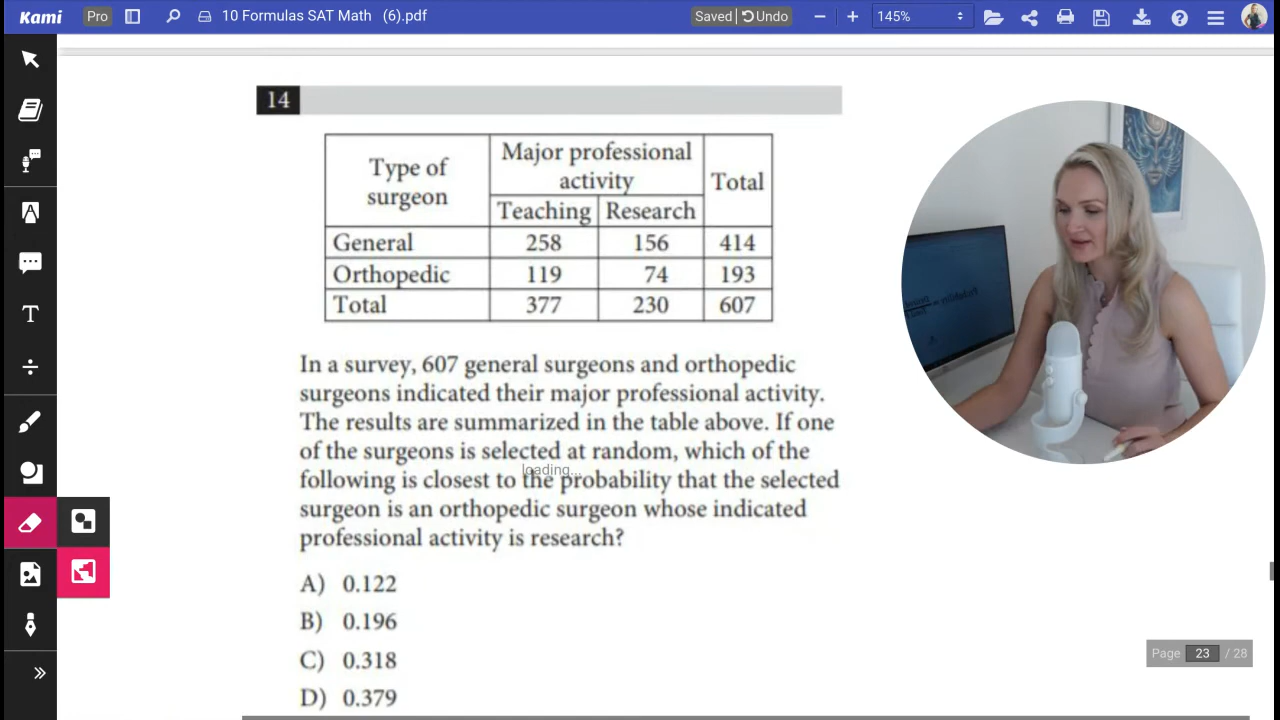 Kami Pro 10 Formulas SAT Math (6).pdf Saved Undo 145%
14
Type of surgeon Major professional activity Total
Teaching Research
General 258 156 414
Orthopedic 119 74 193
Total 377 230 607
In a survey, 607 general surgeons and orthopedic
surgeons indicated their major professional activity.
The results are summarized in the table above. If one
of the surgeons is selected at random, which of the
loading...
following is closest to the probability that the selected
surgeon is an orthopedic surgeon whose indicated
professional activity is research?
A) 0.122
B) 0.196
C) 0.318
D) 0.379
Page 23 / 28